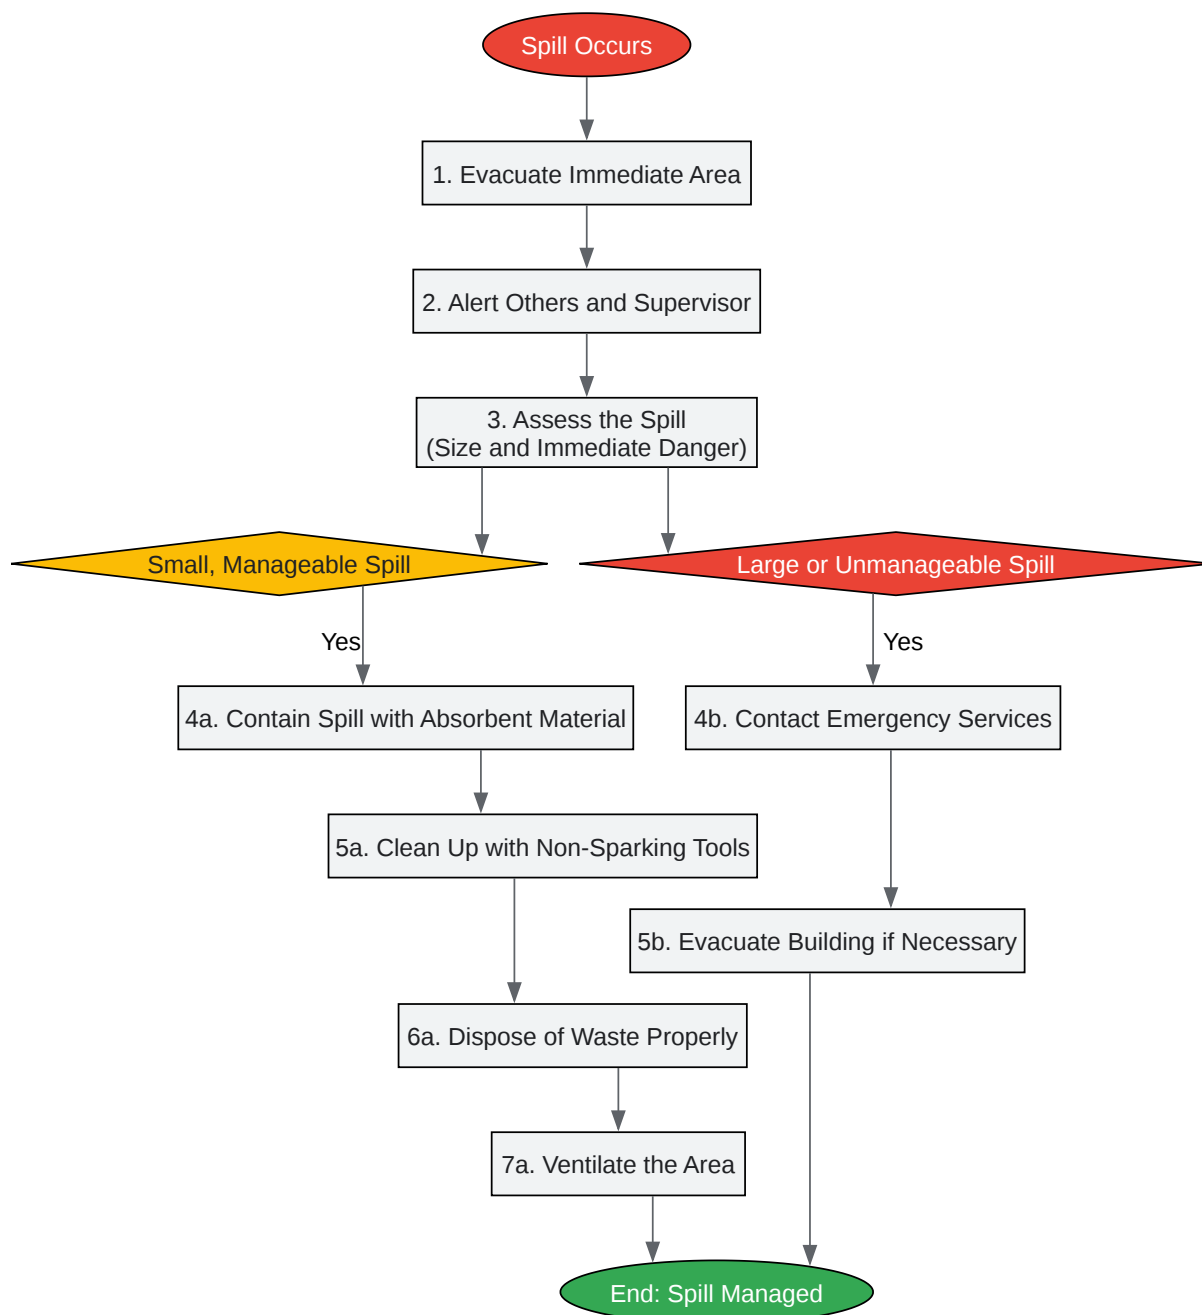 Spill Occurs
1. Evacuate Immediate Area
2. Alert Others and Supervisor
3. Assess the Spill
(Size and Immediate Danger)
Small, Manageable Spill
Large or Unmanageable Spill
Yes
Yes
4a. Contain Spill with Absorbent Material
4b. Contact Emergency Services
5a. Clean Up with Non-Sparking Tools
5b. Evacuate Building if Necessary
6a. Dispose of Waste Properly
7a. Ventilate the Area
End: Spill Managed